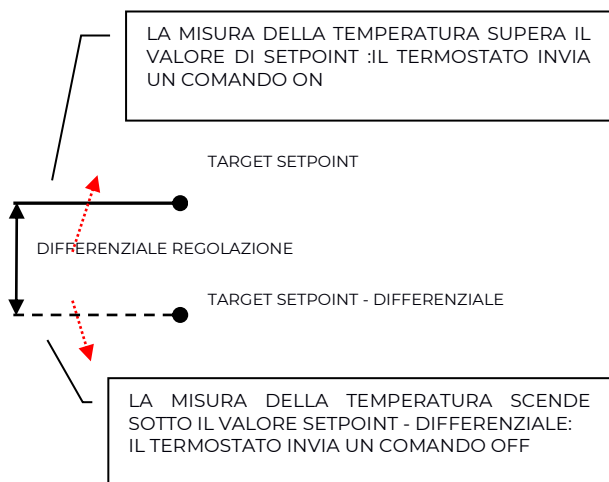 LA MISURA DELLA TEMPERATURA SUPERA IL
VALORE DI SETPOINT :IL TERMOSTATO INVIA
UN COMANDO ON
TARGET SETPOINT
DIFFERENZIALE REGOLAZIONE
TARGET SETPOINT - DIFFERENZIALE
LA MISURA DELLA TEMPERATURA SCENDE
SOTTO IL VALORE SETPOINT - DIFFERENZIALE:
IL TERMOSTATO INVIA UN COMANDO OFF